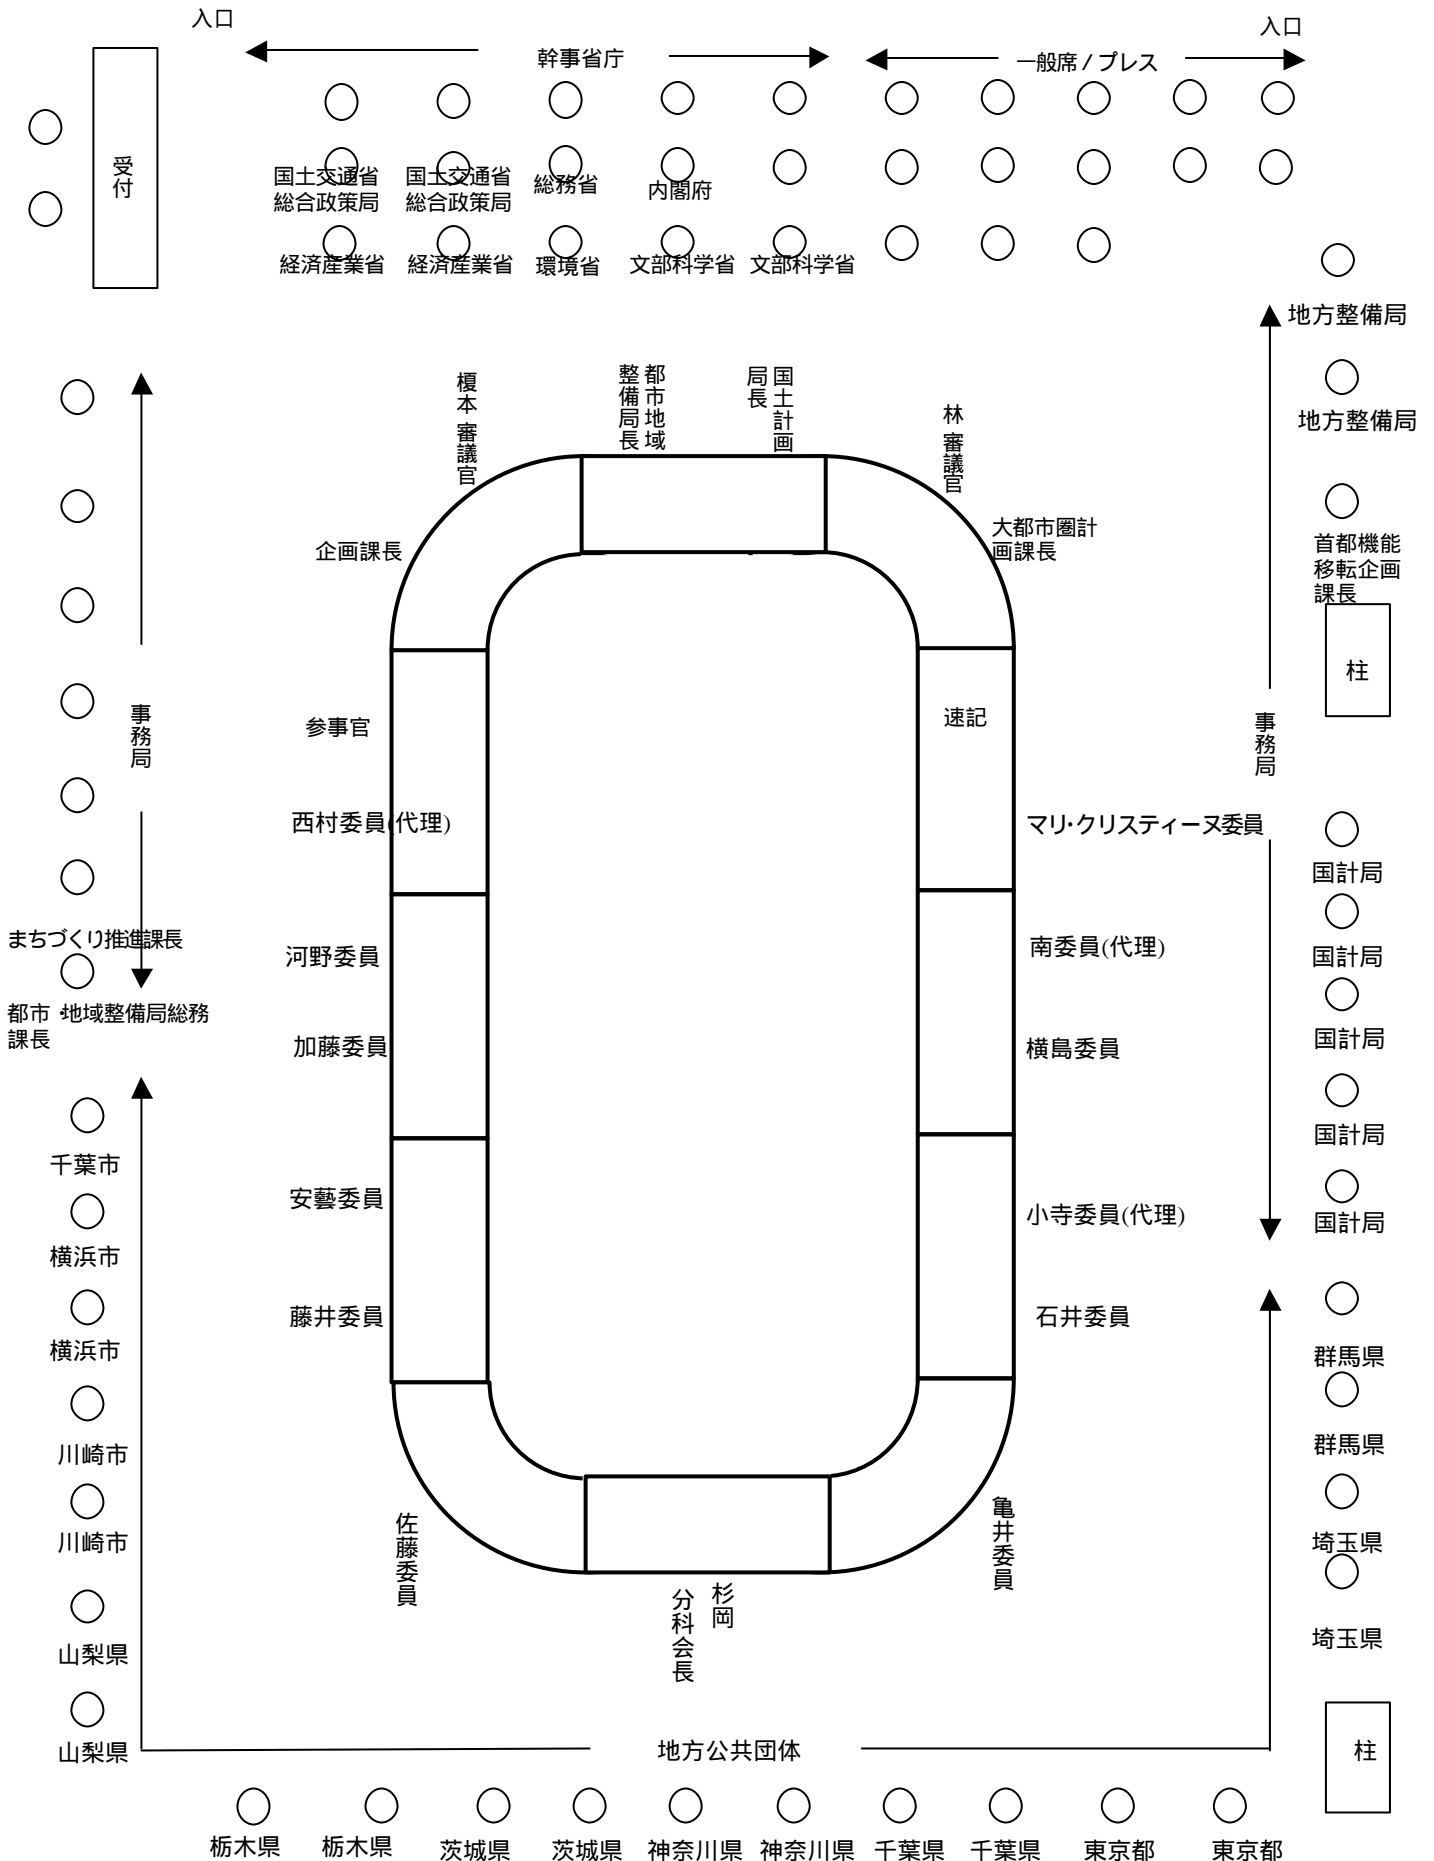 入口
入口
幹事省庁
一般席／プレス
受付
国土交通省
総合政策局
国土交通省
総合政策局
総務省
内閣府
経済産業省
経済産業省
環境省
文部科学省
文部科学省
地方整備局
地方整備局
首都機能
移転企画
課長
柱
榎本 審議官
都市地域
整備局長
国土計画
局長
林 審議官
企画課長
大都市圏計
画課長
事務局
参事官
速記
事務局
西村委員(代理)
マリ・クリスティーヌ委員
国計局
まちづくり推進課長
河野委員
南委員(代理)
国計局
都市・地域整備局総務
課長
加藤委員
横島委員
国計局
国計局
千葉市
安藝委員
小寺委員(代理)
国計局
横浜市
藤井委員
石井委員
横浜市
群馬県
川崎市
群馬県
川崎市
佐藤委員
杉岡
分科会長
亀井委員
埼玉県
山梨県
埼玉県
山梨県
地方公共団体
柱
栃木県
栃木県
茨城県
茨城県
神奈川県
神奈川県
千葉県
千葉県
東京都
東京都